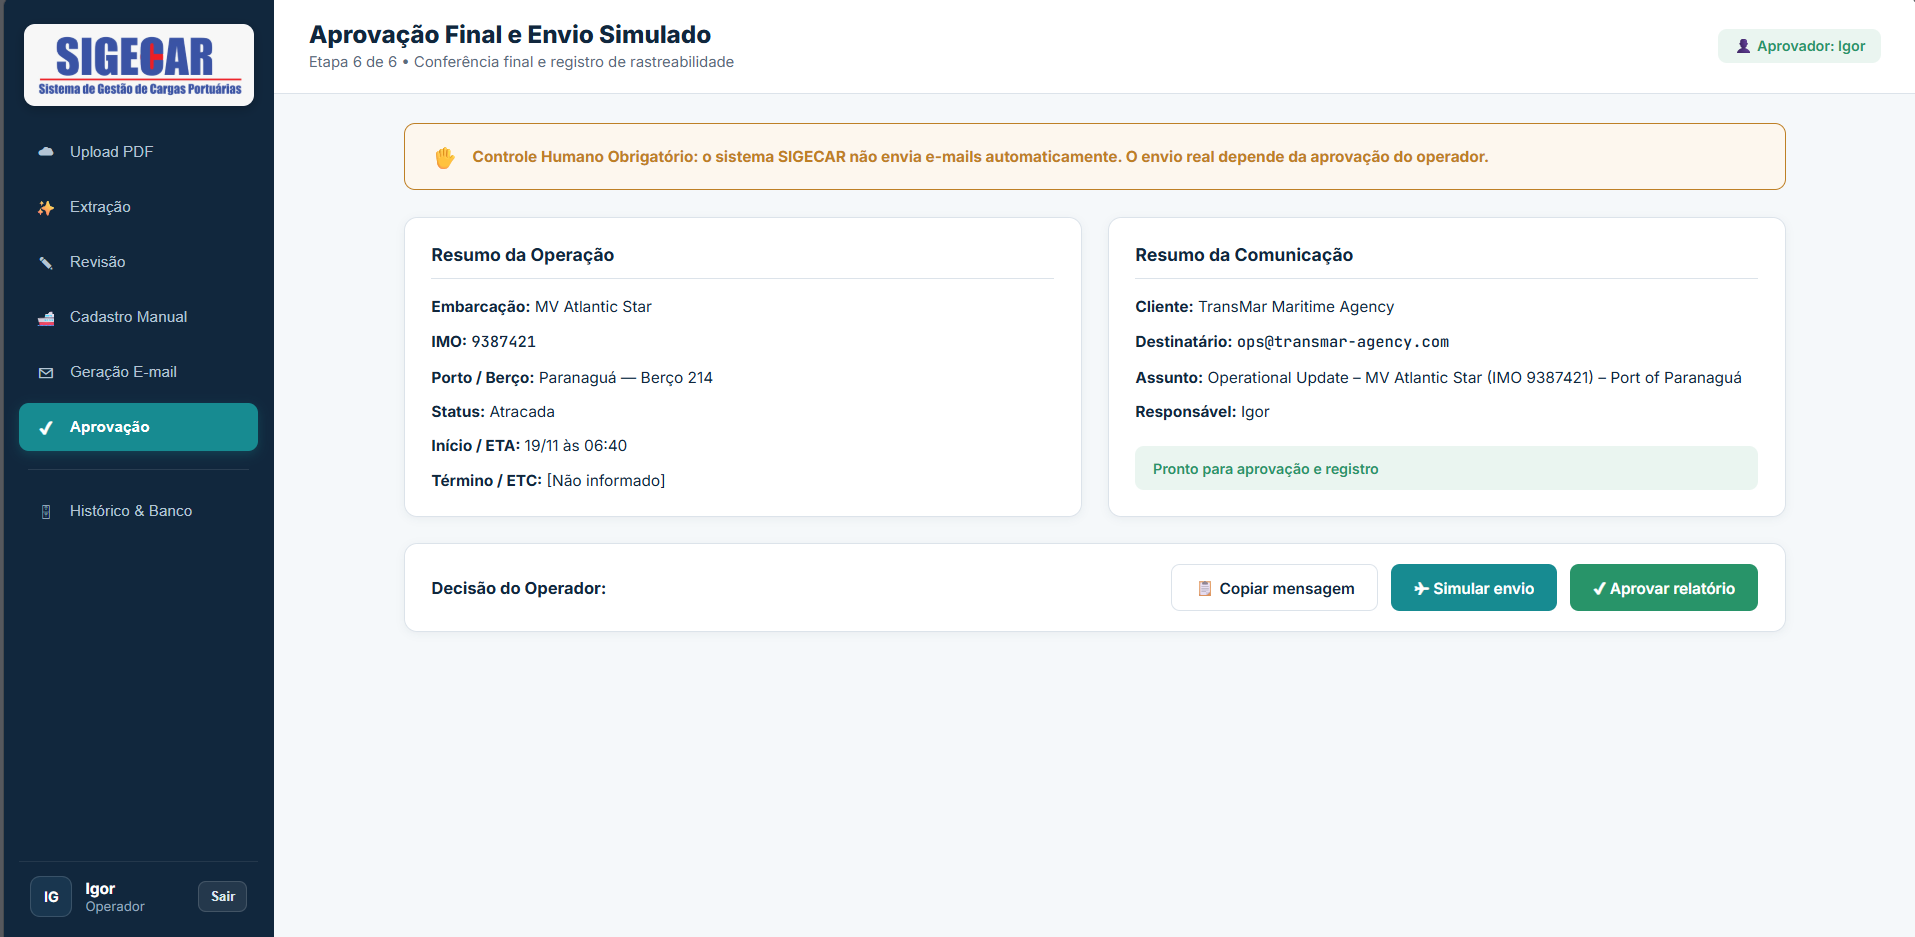 SIGECAR
Sistema de Gestão de Cargas Portuárias
Upload PDF
Extração
Revisão
Cadastro Manual
Geração E-mail
Aprovação
Histórico & Banco
IG
Igor
Operador
Sair
Aprovação Final e Envio Simulado
Etapa 6 de 6 • Conferência final e registro de rastreabilidade
Aprovador: Igor
Controle Humano Obrigatório: o sistema SIGECAR não envia e-mails automaticamente. O envio real depende da aprovação do operador.
Resumo da Operação
Embarcação: MV Atlantic Star
IMO: 9387421
Porto / Berço: Paranaguá — Berço 214
Status: Atracada
Início / ETA: 19/11 às 06:40
Término / ETC: [Não informado]
Resumo da Comunicação
Cliente: TransMar Maritime Agency
Destinatário: ops@transmar-agency.com
Assunto: Operational Update – MV Atlantic Star (IMO 9387421) – Port of Paranaguá
Responsável: Igor
Pronto para aprovação e registro
Decisão do Operador:
Copiar mensagem
Simular envio
Aprovar relatório